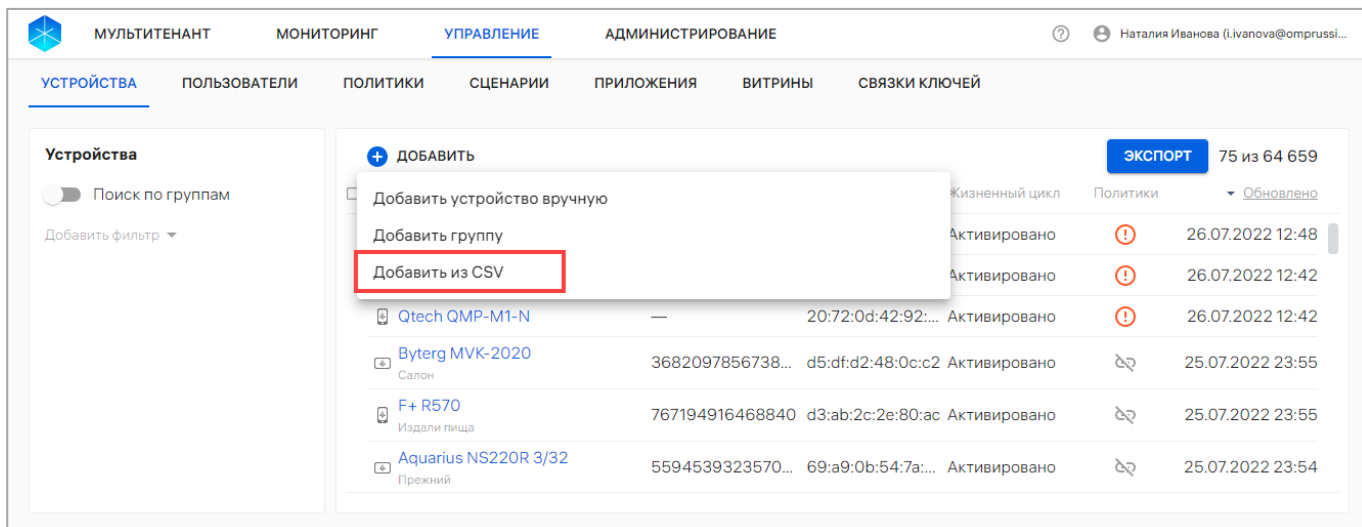 МУЛЬТИТЕНАНТ МОНИТОРИНГ УПРАВЛЕНИЕ АДМИНИСТРИРОВАНИЕ ? Наталия Иванова (i.ivanova@omprussi...
УСТРОЙСТВА ПОЛЬЗОВАТЕЛИ ПОЛИТИКИ СЦЕНАРИИ ПРИЛОЖЕНИЯ ВИТРИНЫ СВЯЗКИ КЛЮЧЕЙ
Устройства
Поиск по группам
Добавить фильтр
ДОБАВИТЬ ЭКСПОРТ 75 из 64 659
Жизненный цикл Политики Обновлено
Добавить устройство вручную
Добавить группу
Добавить из CSV
Активировано 26.07.2022 12:48
Активировано 26.07.2022 12:42
Qtech QMP-M1-N — 20:72:0d:42:92:... Активировано 26.07.2022 12:42
Byterg MVK-2020 3682097856738... d5:df:d2:48:0c:c2 Активировано 25.07.2022 23:55
Салон
F+ R570 767194916468840 d3:ab:2c:2e:80:ac Активировано 25.07.2022 23:55
Издали пища
Aquarius NS220R 3/32 5594539323570... 69:a9:0b:54:7a:... Активировано 25.07.2022 23:54
Прежний